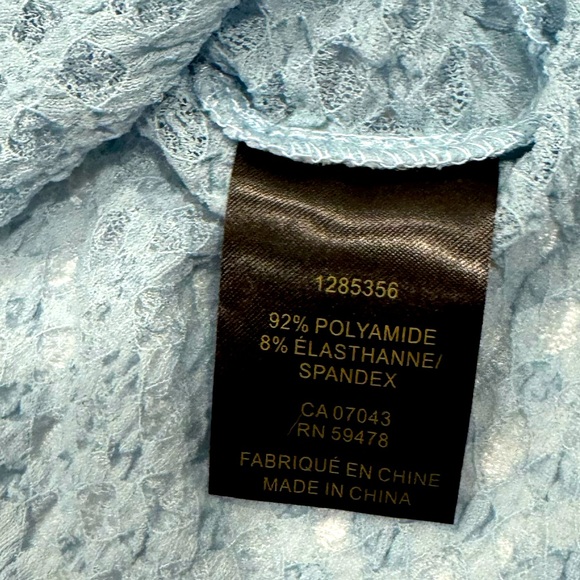 1285356
92% POLYAMIDE
8% ÉLASTHANNE/
SPANDEX
CA 07043
/RN 59478
FABRIQUÉ EN CHINE
MADE IN CHINA